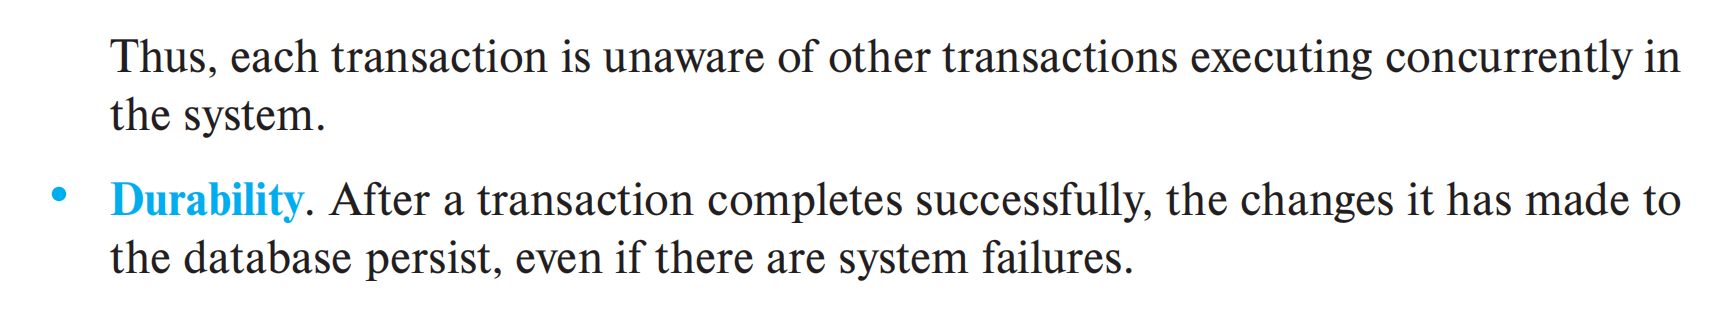 Thus, each transaction is unaware of other transactions executing concurrently in
the system.
• Durability. After a transaction completes successfully, the changes it has made to
the database persist, even if there are system failures.